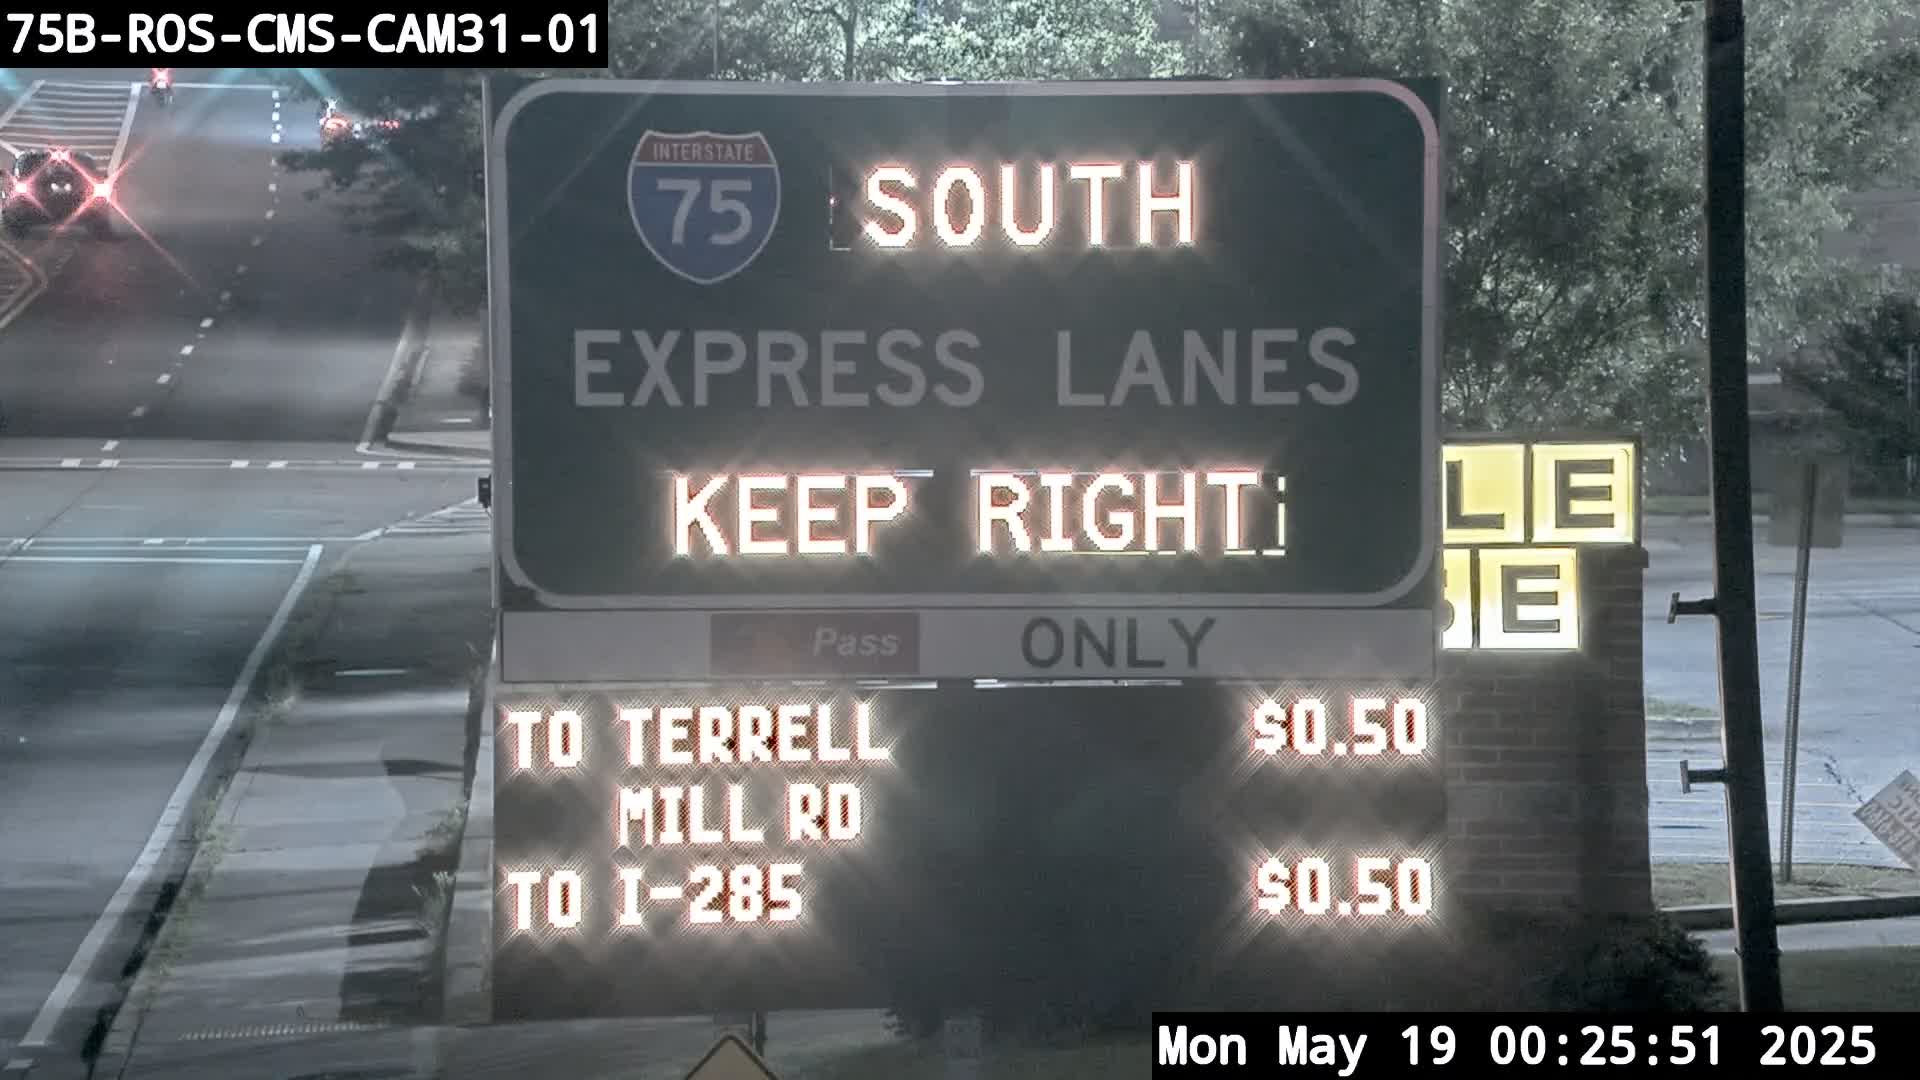 75B-ROS-CMS-CAM31-01
INTERSTATE
75
SOUTH
EXPRESS LANES
KEEP RIGHT
Pass ONLY
LE
E
TO TERRELL $0.50
MILL RD
TO I-285 $0.50
Mon May 19 00:25:51 2025